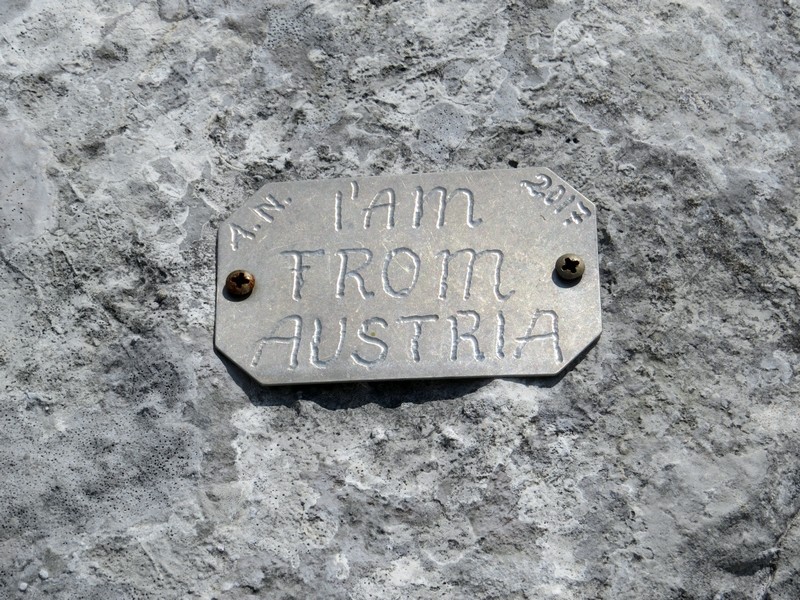 A.N.
I'AM
2017
FROM
AUSTRIA